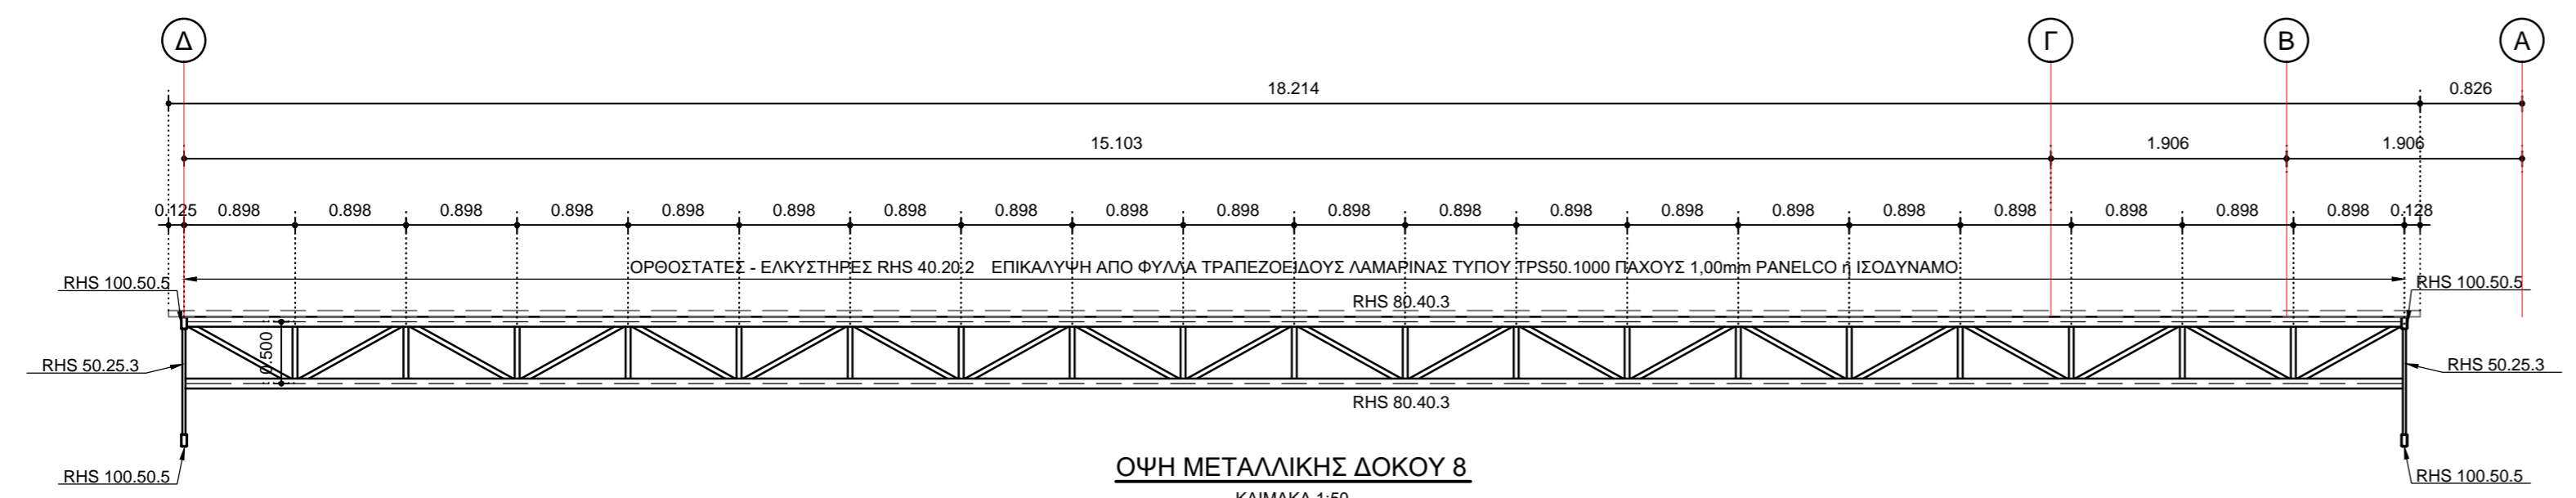 Δ Γ Β Α
18.214 0.826
15.103 1.906 1.906
0.125 0.898 0.898 0.898 0.898 0.898 0.898 0.898 0.898 0.898 0.898 0.898 0.898 0.898 0.898 0.898 0.898 0.898 0.898 0.898 0.898 0.128
ΟΡΘΟΣΤΑΤΕΣ - ΕΛΚΥΣΤΗΡΕΣ RHS 40.20.2 ΕΠΙΚΑΛΥΨΗ ΑΠΟ ΦΥΛΛΑ ΤΡΑΠΕΖΟΕΙΔΟΥΣ ΛΑΜΑΡΙΝΑΣ ΤΥΠΟΥ TPS50.1000 ΠΑΧΟΥΣ 1,00mm PANELCO ή ΙΣΟΔΥΝΑΜΟ
RHS 100.50.5 RHS 100.50.5
RHS 80.40.3
0.500
RHS 50.25.3 RHS 50.25.3
RHS 80.40.3
ΟΨΗ ΜΕΤΑΛΛΙΚΗΣ ΔΟΚΟΥ 8
RHS 100.50.5 RHS 100.50.5
ΚΛΙΜΑΚΑ 1:50